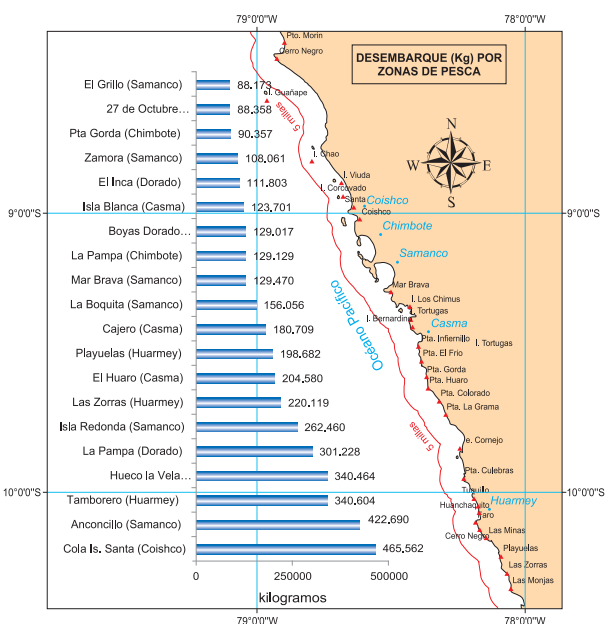 79°0'0"W
78°0'0"W
Pto. Morin
Cerro Negro
DESEMBARQUE (Kg) POR
ZONAS DE PESCA
El Grillo (Samanco)
88.173
I. Guañape
27 de Octubre...
88.358
5 millas
Pta Gorda (Chimbote)
90.357
N
W
E
S
Zamora (Samanco)
108.061
I. Chao
El Inca (Dorado)
111.803
I. Viuda
I. Corcovado
Isla Blanca (Casma)
123.701
Santa
Coishco
Coishco
9°0'0"S
9°0'0"S
Boyas Dorado...
129.017
Chimbote
La Pampa (Chimbote)
129.129
Samanco
Mar Brava (Samanco)
129.470
Mar Brava
La Boquita (Samanco)
156.056
I. Los Chimus
Tortugas
Océano Pacífico
I. Bernardino
Cajero (Casma)
180.709
Casma
Pta. Infiernillo
I. Tortugas
Playuelas (Huarmey)
198.682
Pta. El Frio
Pta. Gorda
El Huaro (Casma)
204.580
Pta. Huaro
Pta. Colorado
Las Zorras (Huarmey)
220.119
Pta. La Grama
Isla Redonda (Samanco)
262.460
5 millas
e. Cornejo
La Pampa (Dorado)
301.228
Pta. Culebras
Hueco la Vela...
340.464
10°0'0"S
10°0'0"S
Tuquillo
Tamborero (Huarmey)
340.604
Huanchaquito
Huarmey
Faro
Anconcillo (Samanco)
422.690
Las Minas
Cerro Negro
Cola Is. Santa (Coishco)
465.562
Playuelas
Las Zorras
Las Monjas
0
250000
500000
kilogramos
79°0'0"W
78°0'0"W